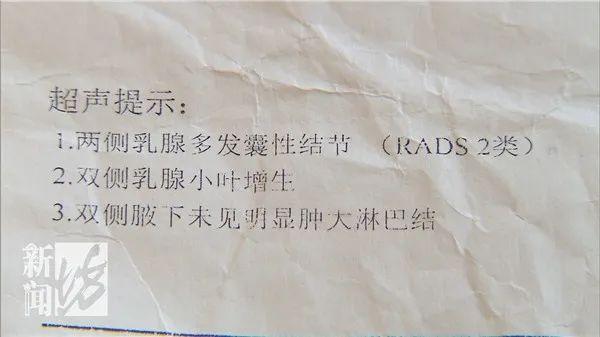 超声提示：
1.两侧乳腺多发囊性结节 （RADS 2类）
2.双侧乳腺小叶增生
3.双侧腋下未见明显肿大淋巴结
新闻坊